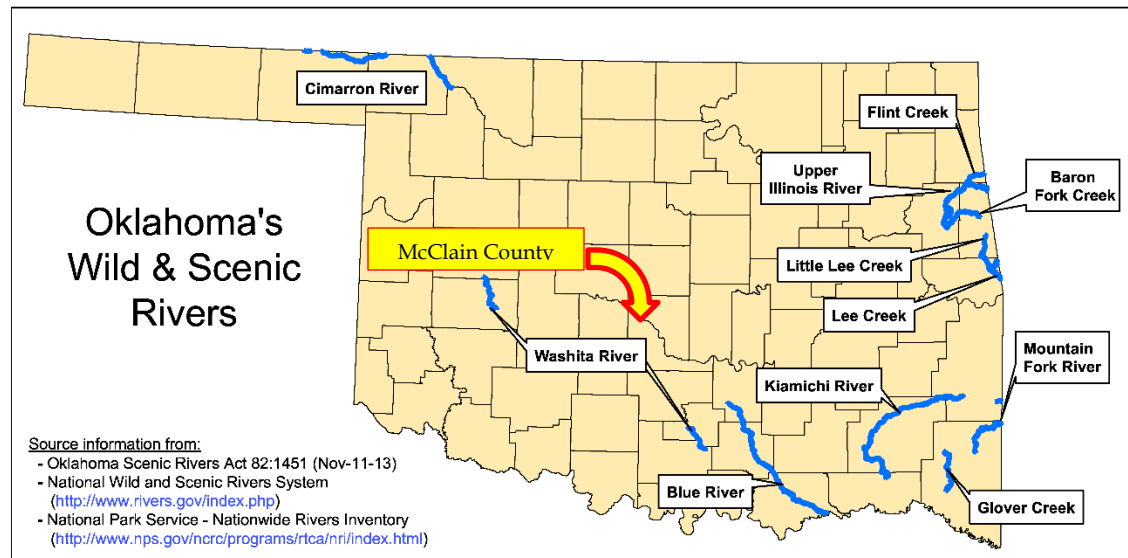 Cimarron River
Flint Creek
Upper
Illinois River
Baron
Fork Creek
Oklahoma's
Wild & Scenic
Rivers
McClain County
Little Lee Creek
Lee Creek
Washita River
Mountain
Fork River
Kiamichi River
Blue River
Glover Creek
Source information from:
- Oklahoma Scenic Rivers Act 82:1451 (Nov-11-13)
- National Wild and Scenic Rivers System
(http://www.rivers.gov/index.php)
- National Park Service - Nationwide Rivers Inventory
(http://www.nps.gov/ncrc/programs/rtca/nri/index.html)